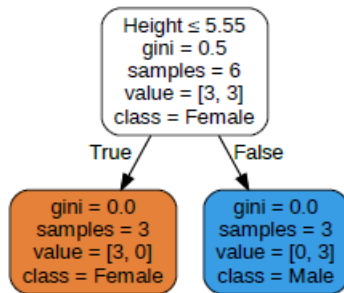 Height ≤ 5.55
gini = 0.5
samples = 6
value = [3, 3]
class = Female
True
False
gini = 0.0
samples = 3
value = [3, 0]
class = Female
gini = 0.0
samples = 3
value = [0, 3]
class = Male